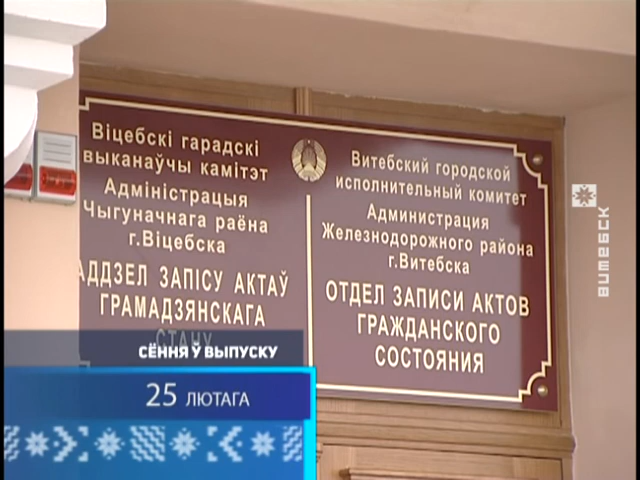 Віцебскі гарадскі
выканаўчы камітэт
Адміністрацыя
Чыгуначнага раёна
г.Віцебска
АДДЗЕЛ ЗАПІСУ АКТАЎ
ГРАМАДЗЯНСКАГА
СТАНУ
Витебский городской
исполнительный комитет
Администрация
Железнодорожного района
г.Витебска
ОТДЕЛ ЗАПИСИ АКТОВ
ГРАЖДАНСКОГО
СОСТОЯНИЯ
ВИТЕБСК
СЁННЯ Ў ВЫПУСКУ
25 ЛЮТАГА